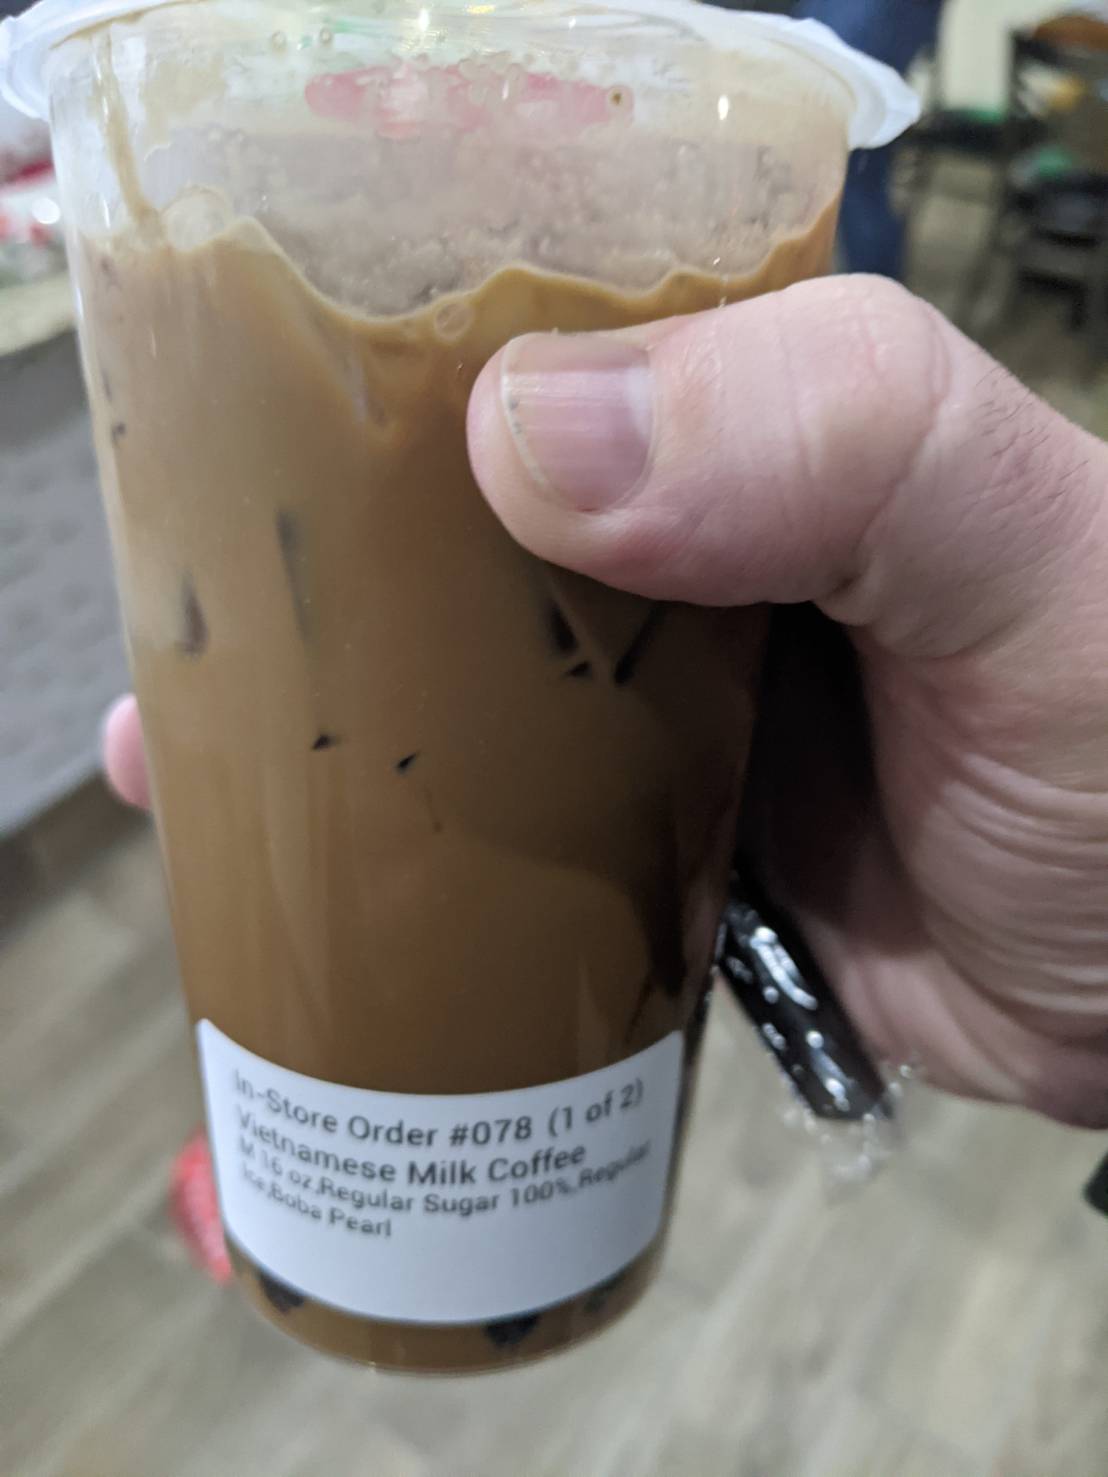 In-Store Order #078 (1 of 2)
Vietnamese Milk Coffee
M 16 oz,Regular Sugar 100%,Regular
Ice,Boba Pearl